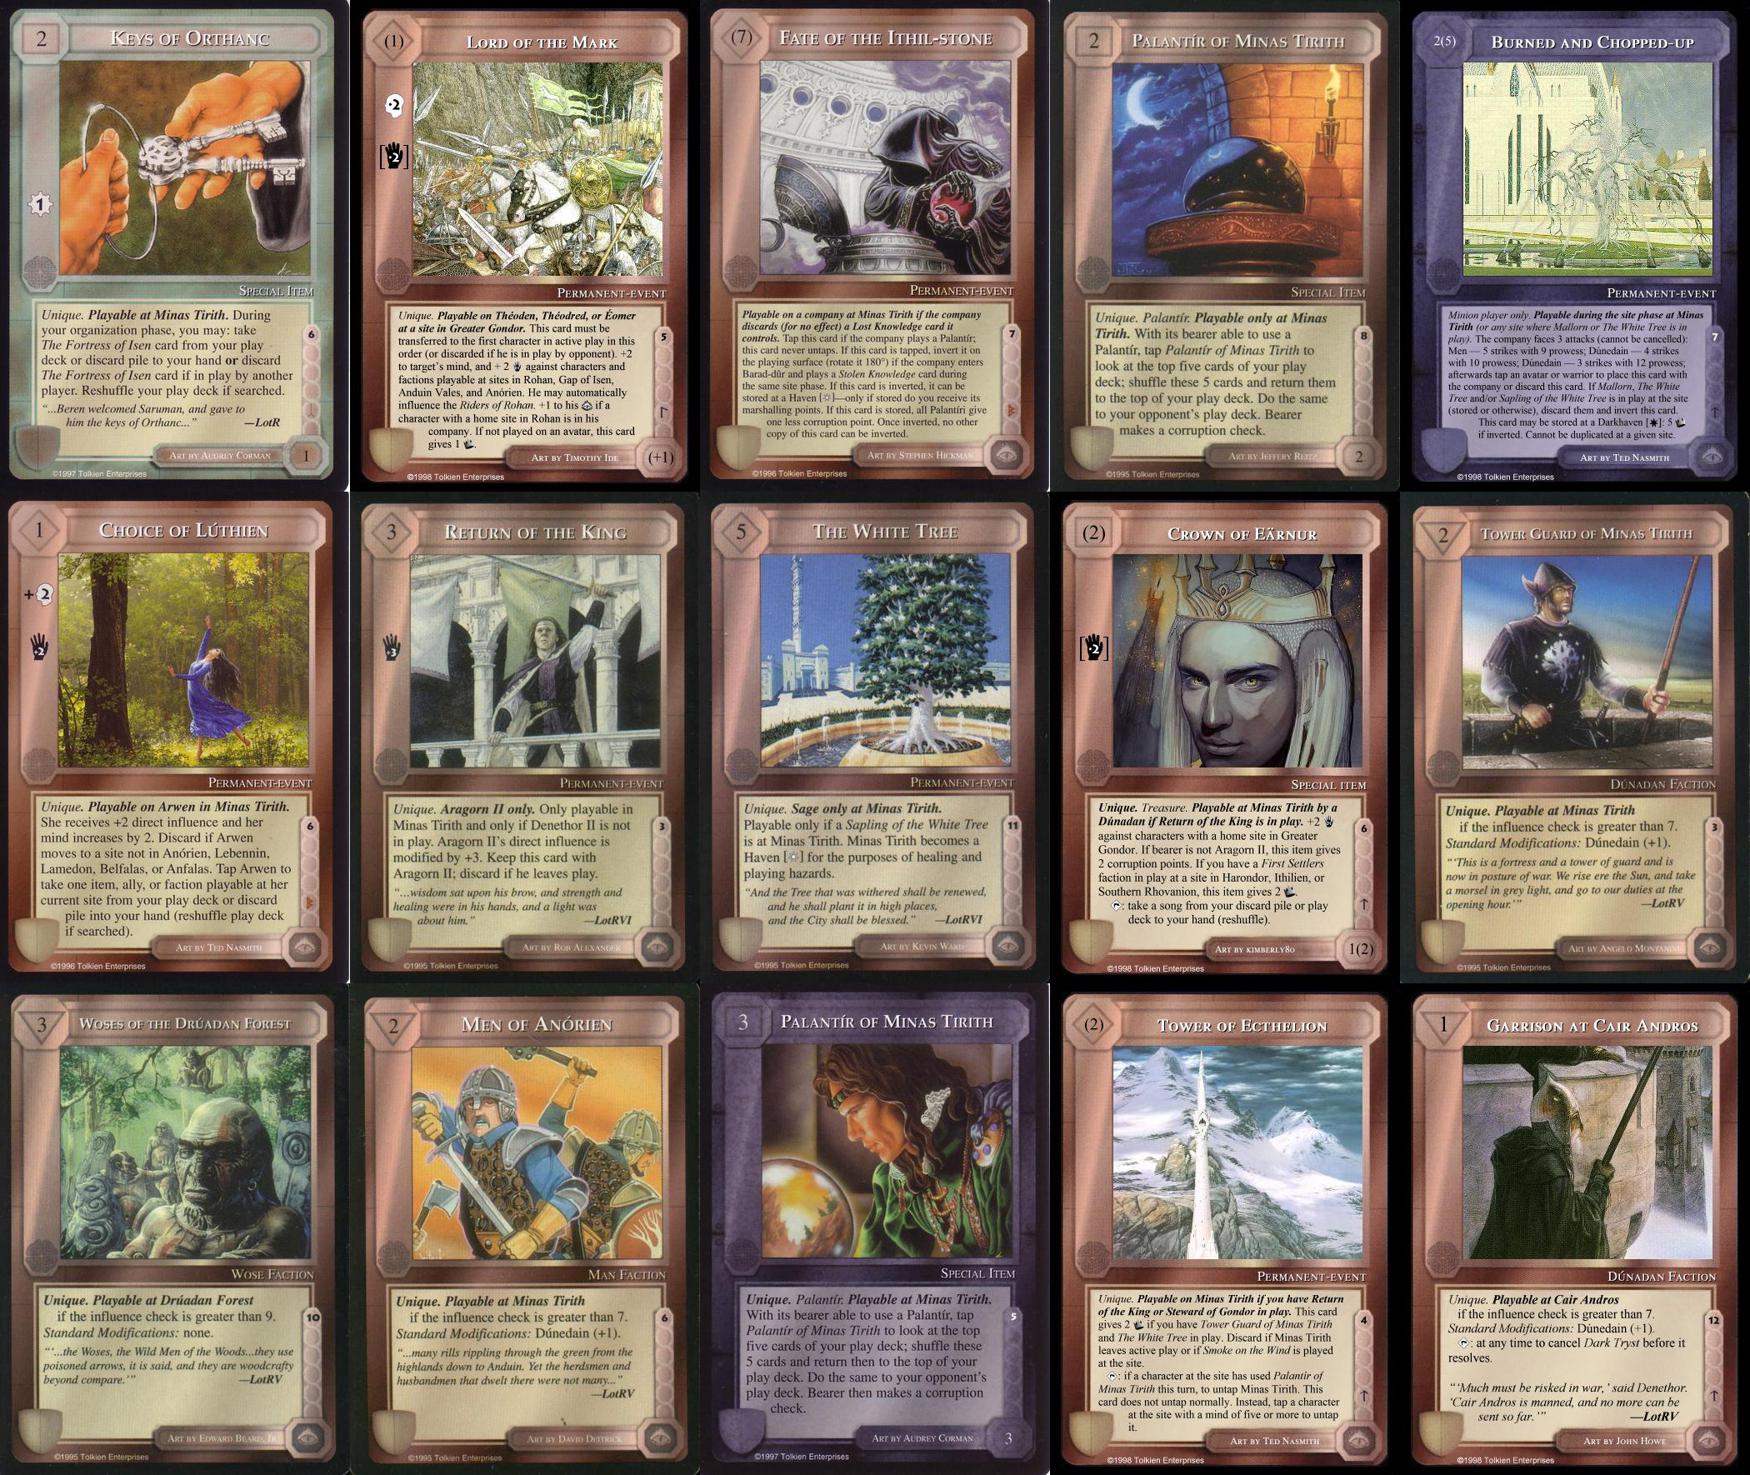 2
Keys of Orthanc
1
Special Item
Unique. Playable at Minas Tirith. During
your organization phase, you may: take
The Fortress of Isen card from your play
deck or discard pile to your hand or discard
The Fortress of Isen card if in play by another
player. Reshuffle your play deck if searched.
"...Beren welcomed Saruman, and gave to
him the keys of Orthanc..." —LotR
6
Art by Audrey Corman
1
©1997 Tolkien Enterprises
(1)
Lord of the Mark
2
[2]
Permanent-event
Unique. Playable on Théoden, Théodred, or Éomer
at a site in Greater Gondor. This card must be
transferred to the first character in active play in this
order (or discarded if he is in play by opponent). +2
to target's mind, and + 2 against characters and
factions playable at sites in Rohan, Gap of Isen,
Anduin Vales, and Anórien. He may automatically
influence the Riders of Rohan. +1 to his if a
character with a home site in Rohan is in his
company. If not played on an avatar, this card
gives 1 .
5
Art by Timothy Ide
(+1)
©1998 Tolkien Enterprises
(7)
Fate of the Ithil-stone
Permanent-event
Playable on a company at Minas Tirith if the company
discards (for no effect) a Lost Knowledge card it
controls. Tap this card if the company plays a Palantír;
this card never untaps. If this card is tapped, invert it on
the playing surface (rotate it 180°) if the company enters
Barad-dûr and plays a Stolen Knowledge card during
the same site phase. If this card is inverted, it can be
stored at a Haven [ ]—only if stored do you receive its
marshalling points. If this card is stored, all Palantíri give
one less corruption point. Once inverted, no other
copy of this card can be inverted.
7
Art by Stephen Hickman
©1996 Tolkien Enterprises
2
Palantír of Minas Tirith
Special Item
Unique. Palantír. Playable only at Minas
Tirith. With its bearer able to use a
Palantír, tap Palantír of Minas Tirith to
look at the top five cards of your play
deck; shuffle these 5 cards and return them
to the top of your play deck. Do the same
to your opponent's play deck. Bearer
makes a corruption check.
8
Art by Jeffery Reitz
2
©1995 Tolkien Enterprises
2(5)
Burned and Chopped-up
Permanent-event
Minion player only. Playable during the site phase at Minas
Tirith (or any site where Mallorn or The White Tree is in
play). The company faces 3 attacks (cannot be cancelled):
Men — 5 strikes with 9 prowess; Dúnedain — 4 strikes
with 10 prowess; Dúnedain — 3 strikes with 12 prowess;
afterwards tap an avatar or warrior to place this card with
the company or discard this card. If Mallorn, The White
Tree and/or Sapling of the White Tree is in play at the site
(stored or otherwise), discard them and invert this card.
This card may be stored at a Darkhaven [ ]: 5
if inverted. Cannot be duplicated at a given site.
7
Art by Ted Nasmith
©1998 Tolkien Enterprises
1
Choice of Lúthien
+2
2
Permanent-event
Unique. Playable on Arwen in Minas Tirith.
She receives +2 direct influence and her
mind increases by 2. Discard if Arwen
moves to a site not in Anórien, Lebennin,
Lamedon, Belfalas, or Anfalas. Tap Arwen to
take one item, ally, or faction playable at her
current site from your play deck or discard
pile into your hand (reshuffle play deck
if searched).
6
Art by Ted Nasmith
©1996 Tolkien Enterprises
3
Return of the King
3
Permanent-event
Unique. Aragorn II only. Only playable in
Minas Tirith and only if Denethor II is not
in play. Aragorn II's direct influence is
modified by +3. Keep this card with
Aragorn II; discard if he leaves play.
"...wisdom sat upon his brow, and strength and
healing were in his hands, and a light was
about him." —LotRVI
3
Art by Rob Alexander
©1995 Tolkien Enterprises
5
The White Tree
Permanent-event
Unique. Sage only at Minas Tirith.
Playable only if a Sapling of the White Tree
is at Minas Tirith. Minas Tirith becomes a
Haven [ ] for the purposes of healing and
playing hazards.
"And the Tree that was withered shall be renewed,
and he shall plant it in high places,
and the City shall be blessed." —LotRVI
11
Art by Kevin Ward
©1995 Tolkien Enterprises
(2)
Crown of Eärnur
[2]
Special Item
Unique. Treasure. Playable at Minas Tirith by a
Dúnadan if Return of the King is in play. +2
against characters with a home site in Greater
Gondor. If bearer is not Aragorn II, this item gives
2 corruption points. If you have a First Settlers
faction in play at a site in Harondor, Ithilien, or
Southern Rhovanion, this item gives 2 .
: take a song from your discard pile or play
deck to your hand (reshuffle).
6
Art by kimberly80
1(2)
©1998 Tolkien Enterprises
2
Tower Guard of Minas Tirith
Dúnadan Faction
Unique. Playable at Minas Tirith
if the influence check is greater than 7.
Standard Modifications: Dúnedain (+1).
"'This is a fortress and a tower of guard and is
now in posture of war. We rise ere the Sun, and take
a morsel in grey light, and go to our duties at the
opening hour.'" —LotRV
3
Art by Angelo Montanini
©1995 Tolkien Enterprises
3
Woses of the Drúadan Forest
Wose Faction
Unique. Playable at Drúadan Forest
if the influence check is greater than 9.
Standard Modifications: none.
"'...the Woses, the Wild Men of the Woods...they use
poisoned arrows, it is said, and they are woodcrafty
beyond compare.'" —LotRV
10
Art by Edward Beard, Jr.
©1995 Tolkien Enterprises
2
Men of Anórien
Man Faction
Unique. Playable at Minas Tirith
if the influence check is greater than 7.
Standard Modifications: Dúnedain (+1).
"...many rills rippling through the green from the
highlands down to Anduin. Yet the herdsmen and
husbandmen that dwelt there were not many..."
—LotRV
6
Art by David Deitrick
©1995 Tolkien Enterprises
3
Palantír of Minas Tirith
Special Item
Unique. Palantír. Playable at Minas Tirith.
With its bearer able to use a Palantír, tap
Palantír of Minas Tirith to look at the top
five cards of your play deck; shuffle these
5 cards and return then to the top of your
play deck. Do the same to your opponent's
play deck. Bearer then makes a corruption
check.
5
Art by Audrey Corman
3
©1997 Tolkien Enterprises
(2)
Tower of Ecthelion
Permanent-event
Unique. Playable on Minas Tirith if you have Return
of the King or Steward of Gondor in play. This card
gives 2 if you have Tower Guard of Minas Tirith
and The White Tree in play. Discard if Minas Tirith
leaves active play or if Smoke on the Wind is played
at the site.
: if a character at the site has used Palantír of
Minas Tirith this turn, to untap Minas Tirith. This
card does not untap normally. Instead, tap a character
at the site with a mind of five or more to untap
it.
4
Art by Ted Nasmith
©1998 Tolkien Enterprises
1
Garrison at Cair Andros
Dúnadan Faction
Unique. Playable at Cair Andros
if the influence check is greater than 7.
Standard Modifications: Dúnedain (+1).
: at any time to cancel Dark Tryst before it
resolves.
"'Much must be risked in war,' said Denethor.
'Cair Andros is manned, and no more can be
sent so far.'" —LotRV
12
Art by John Howe
©1998 Tolkien Enterprises